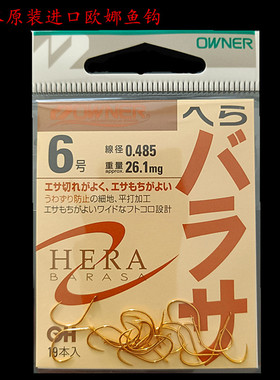 原装进口欧娜鱼钩
OWNER
へら
バラサ
6号
線径 0.485
重量 approx. 26.1mg
エサ切れがよく、エサもちがよい
うわずり防止の細地、平打加工
エサもちがよいワイドなフトコロ設計
HERA
BARASA
19本入